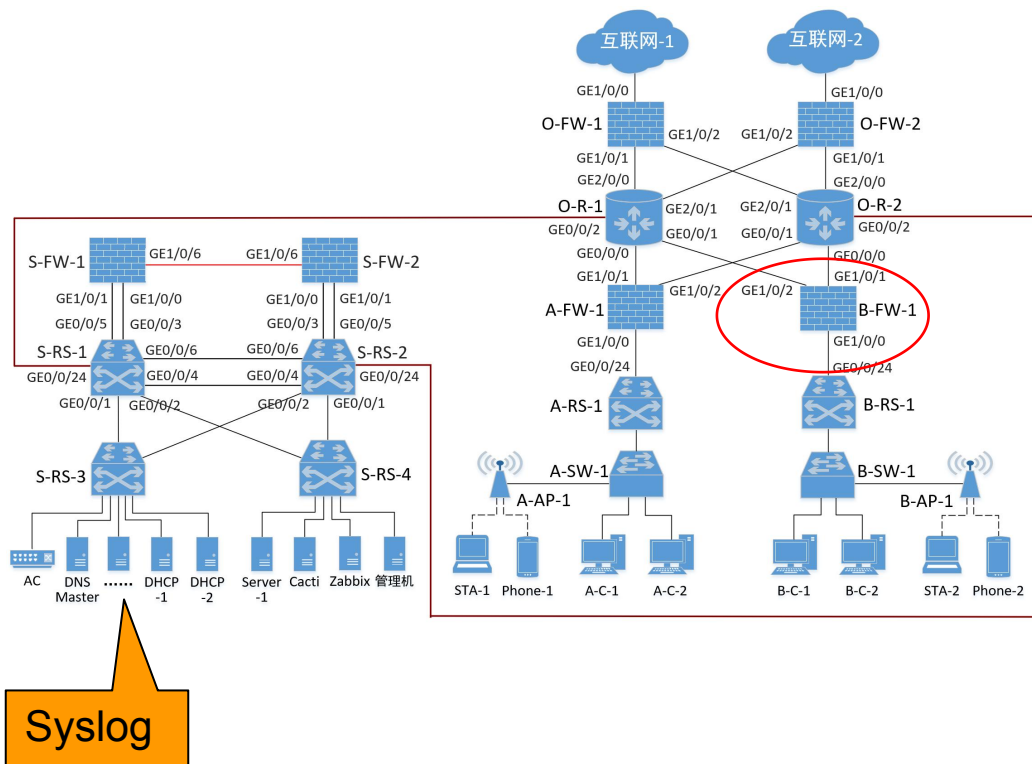 互联网-1
互联网-2
GE1/0/0
GE1/0/0
O-FW-1
GE1/0/2
GE1/0/2
O-FW-2
GE1/0/1
GE1/0/1
GE2/0/0
GE2/0/0
O-R-1
GE2/0/1
GE2/0/1
O-R-2
GE0/0/2
GE0/0/1
GE0/0/1
GE0/0/2
GE0/0/0
GE0/0/0
GE1/0/1
GE1/0/1
A-FW-1
GE1/0/2
GE1/0/2
B-FW-1
GE1/0/0
GE1/0/0
GE0/0/24
GE0/0/24
A-RS-1
B-RS-1
A-SW-1
B-SW-1
A-AP-1
B-AP-1
STA-1
Phone-1
A-C-1
A-C-2
B-C-1
B-C-2
STA-2
Phone-2
S-FW-1
GE1/0/6
GE1/0/6
S-FW-2
GE1/0/1
GE1/0/0
GE1/0/0
GE1/0/1
GE0/0/5
GE0/0/3
GE0/0/3
GE0/0/5
S-RS-1
GE0/0/6
GE0/0/6
S-RS-2
GE0/0/24
GE0/0/4
GE0/0/4
GE0/0/24
GE0/0/1
GE0/0/2
GE0/0/2
GE0/0/1
S-RS-3
S-RS-4
AC
DNS
Master
......
DHCP
-1
DHCP
-2
Server
-1
Cacti
Zabbix
管理机
Syslog